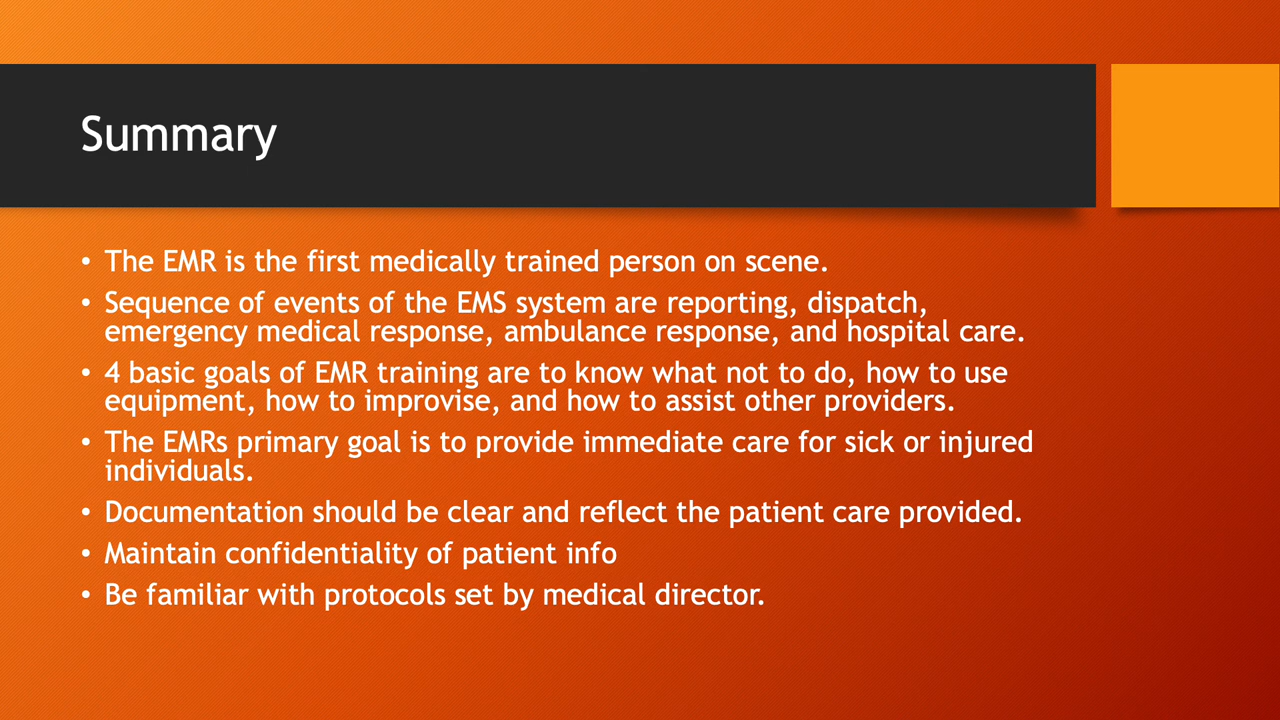 Summary
• The EMR is the first medically trained person on scene.
• Sequence of events of the EMS system are reporting, dispatch,
emergency medical response, ambulance response, and hospital care.
• 4 basic goals of EMR training are to know what not to do, how to use
equipment, how to improvise, and how to assist other providers.
• The EMRs primary goal is to provide immediate care for sick or injured
individuals.
• Documentation should be clear and reflect the patient care provided.
• Maintain confidentiality of patient info
• Be familiar with protocols set by medical director.